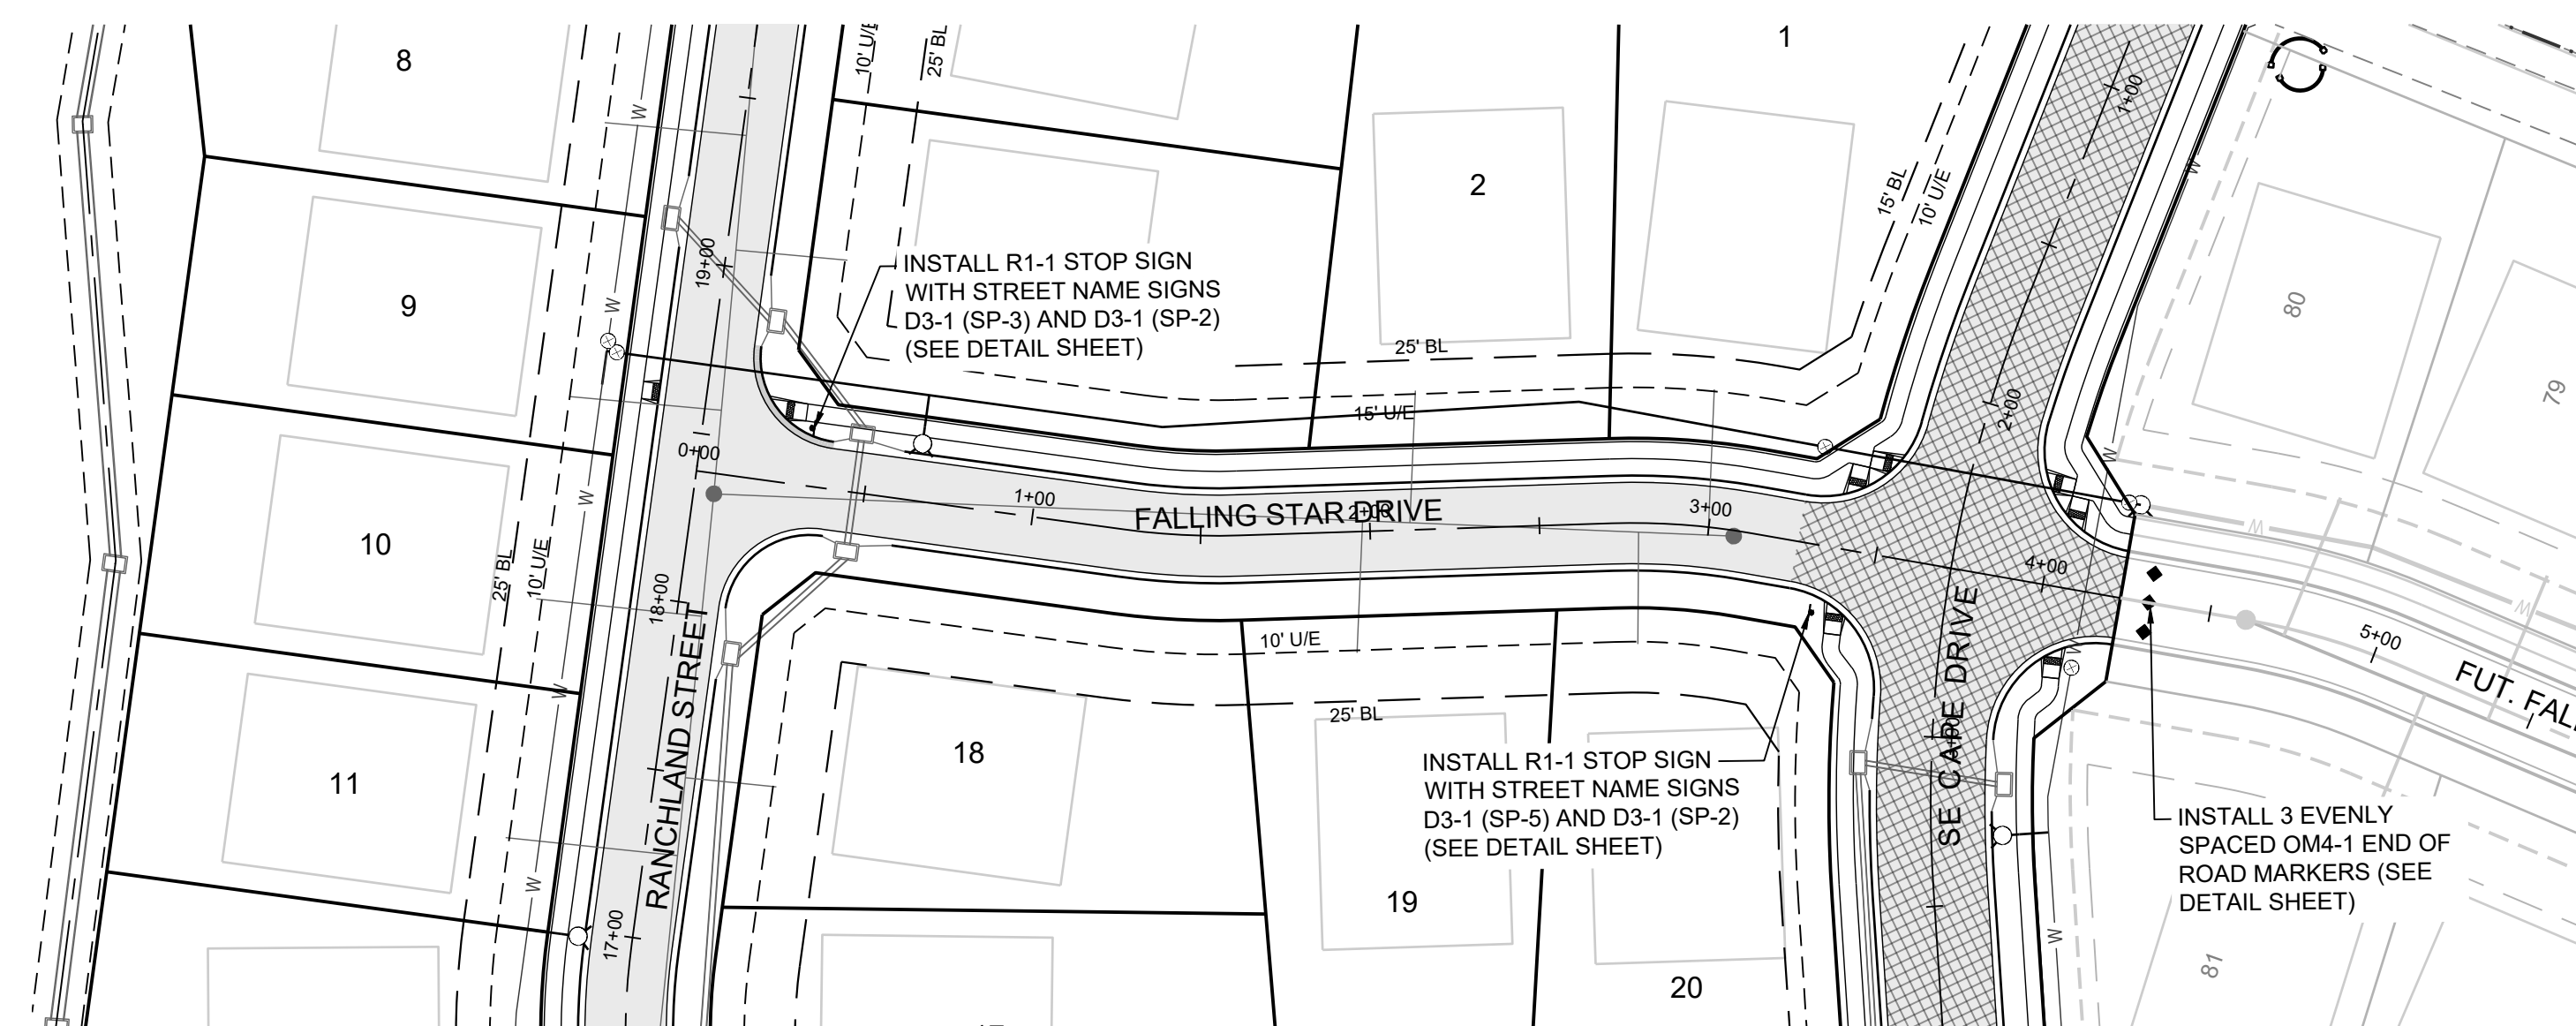 8
10' U/E
25' BL
1
1+00
W
W
2
15' BL
10' U/E
80
79
19+00
9
W
INSTALL R1-1 STOP SIGN
WITH STREET NAME SIGNS
D3-1 (SP-3) AND D3-1 (SP-2)
(SEE DETAIL SHEET)
25' BL
15' U/E
2+00
W
0+00
W
1+00
FALLING STAR DRIVE
2+00
3+00
W
10
25' BL
10' U/E
18+00
4+00
W
5+00
10' U/E
W
FUT. FAL
W
RANCHLAND STREET
SE CAPE DRIVE
25' BL
18
11
INSTALL R1-1 STOP SIGN
WITH STREET NAME SIGNS
D3-1 (SP-5) AND D3-1 (SP-2)
(SEE DETAIL SHEET)
INSTALL 3 EVENLY
SPACED OM4-1 END OF
ROAD MARKERS (SEE
DETAIL SHEET)
W
19
17+00
W
81
20